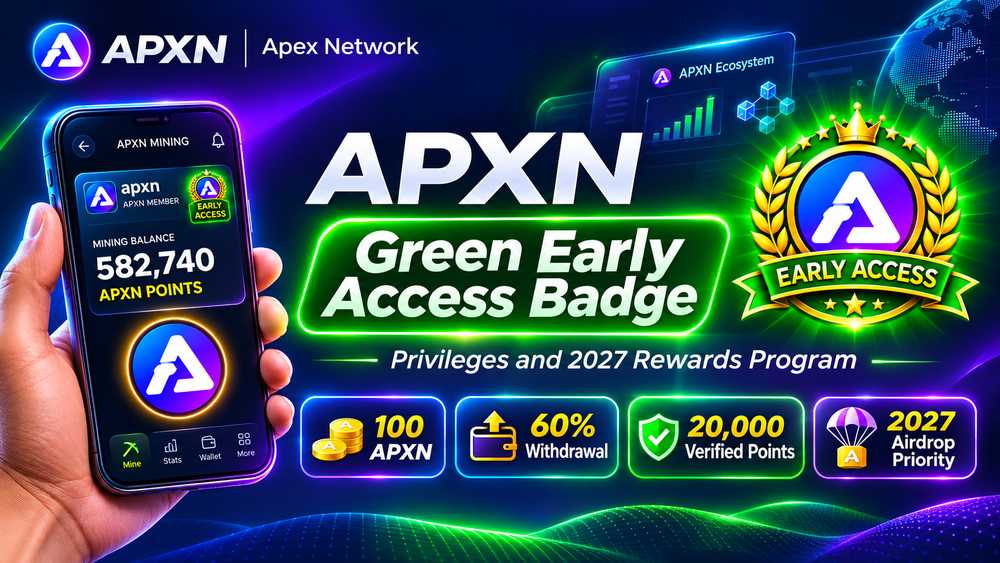 APXN
Apex Network
APXN MINING
apxn
APXN MEMBER
EARLY
ACCESS
MINING BALANCE
582,740
APXN POINTS
Mine
Stats
Wallet
More
APXN Ecosystem
APXN
Green Early
Access Badge
Privileges and 2027 Rewards Program
EARLY ACCESS
100
APXN
60%
Withdrawal
20,000
Verified Points
2027
Airdrop
Priority